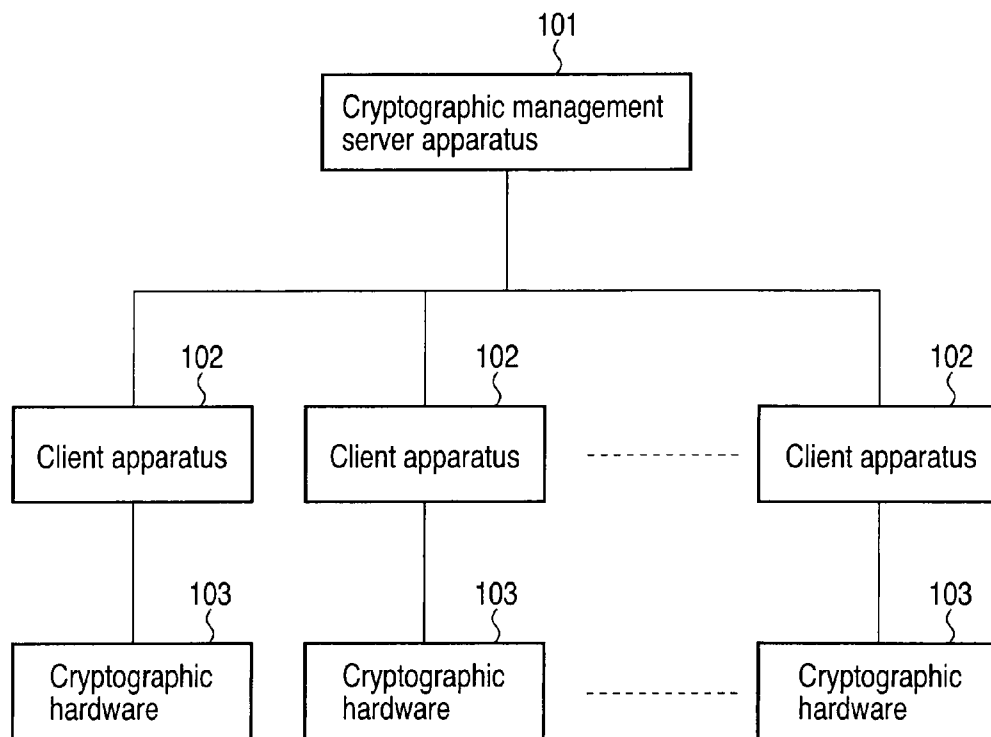 101
Cryptographic management
server apparatus
102
102
102
Client apparatus
Client apparatus
Client apparatus
103
103
103
Cryptographic
hardware
Cryptographic
hardware
Cryptographic
hardware